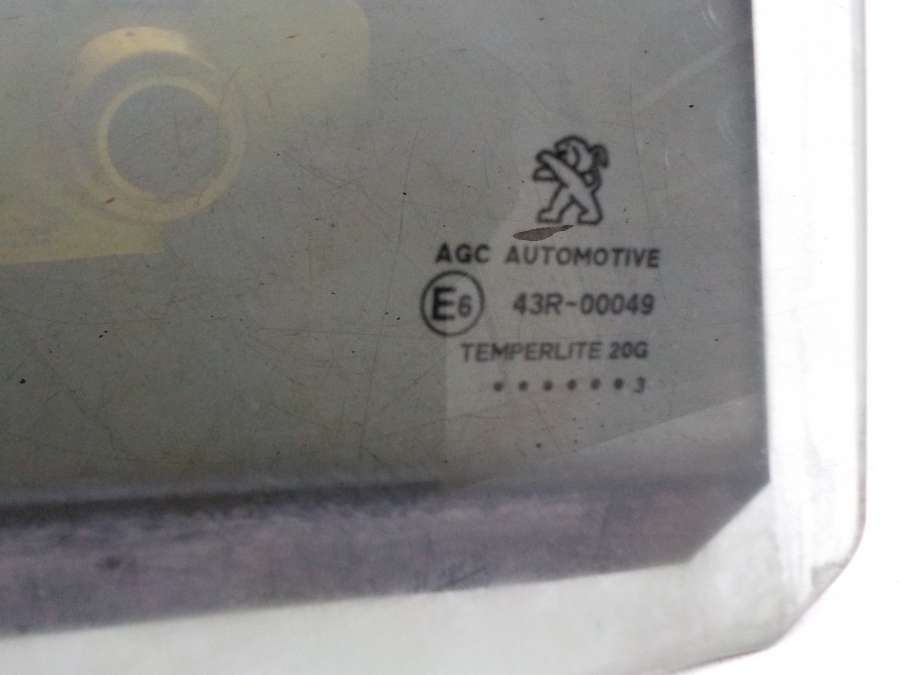 AGC AUTOMOTIVE
E6 43R-00049
TEMPERLITE 20G
••••••3